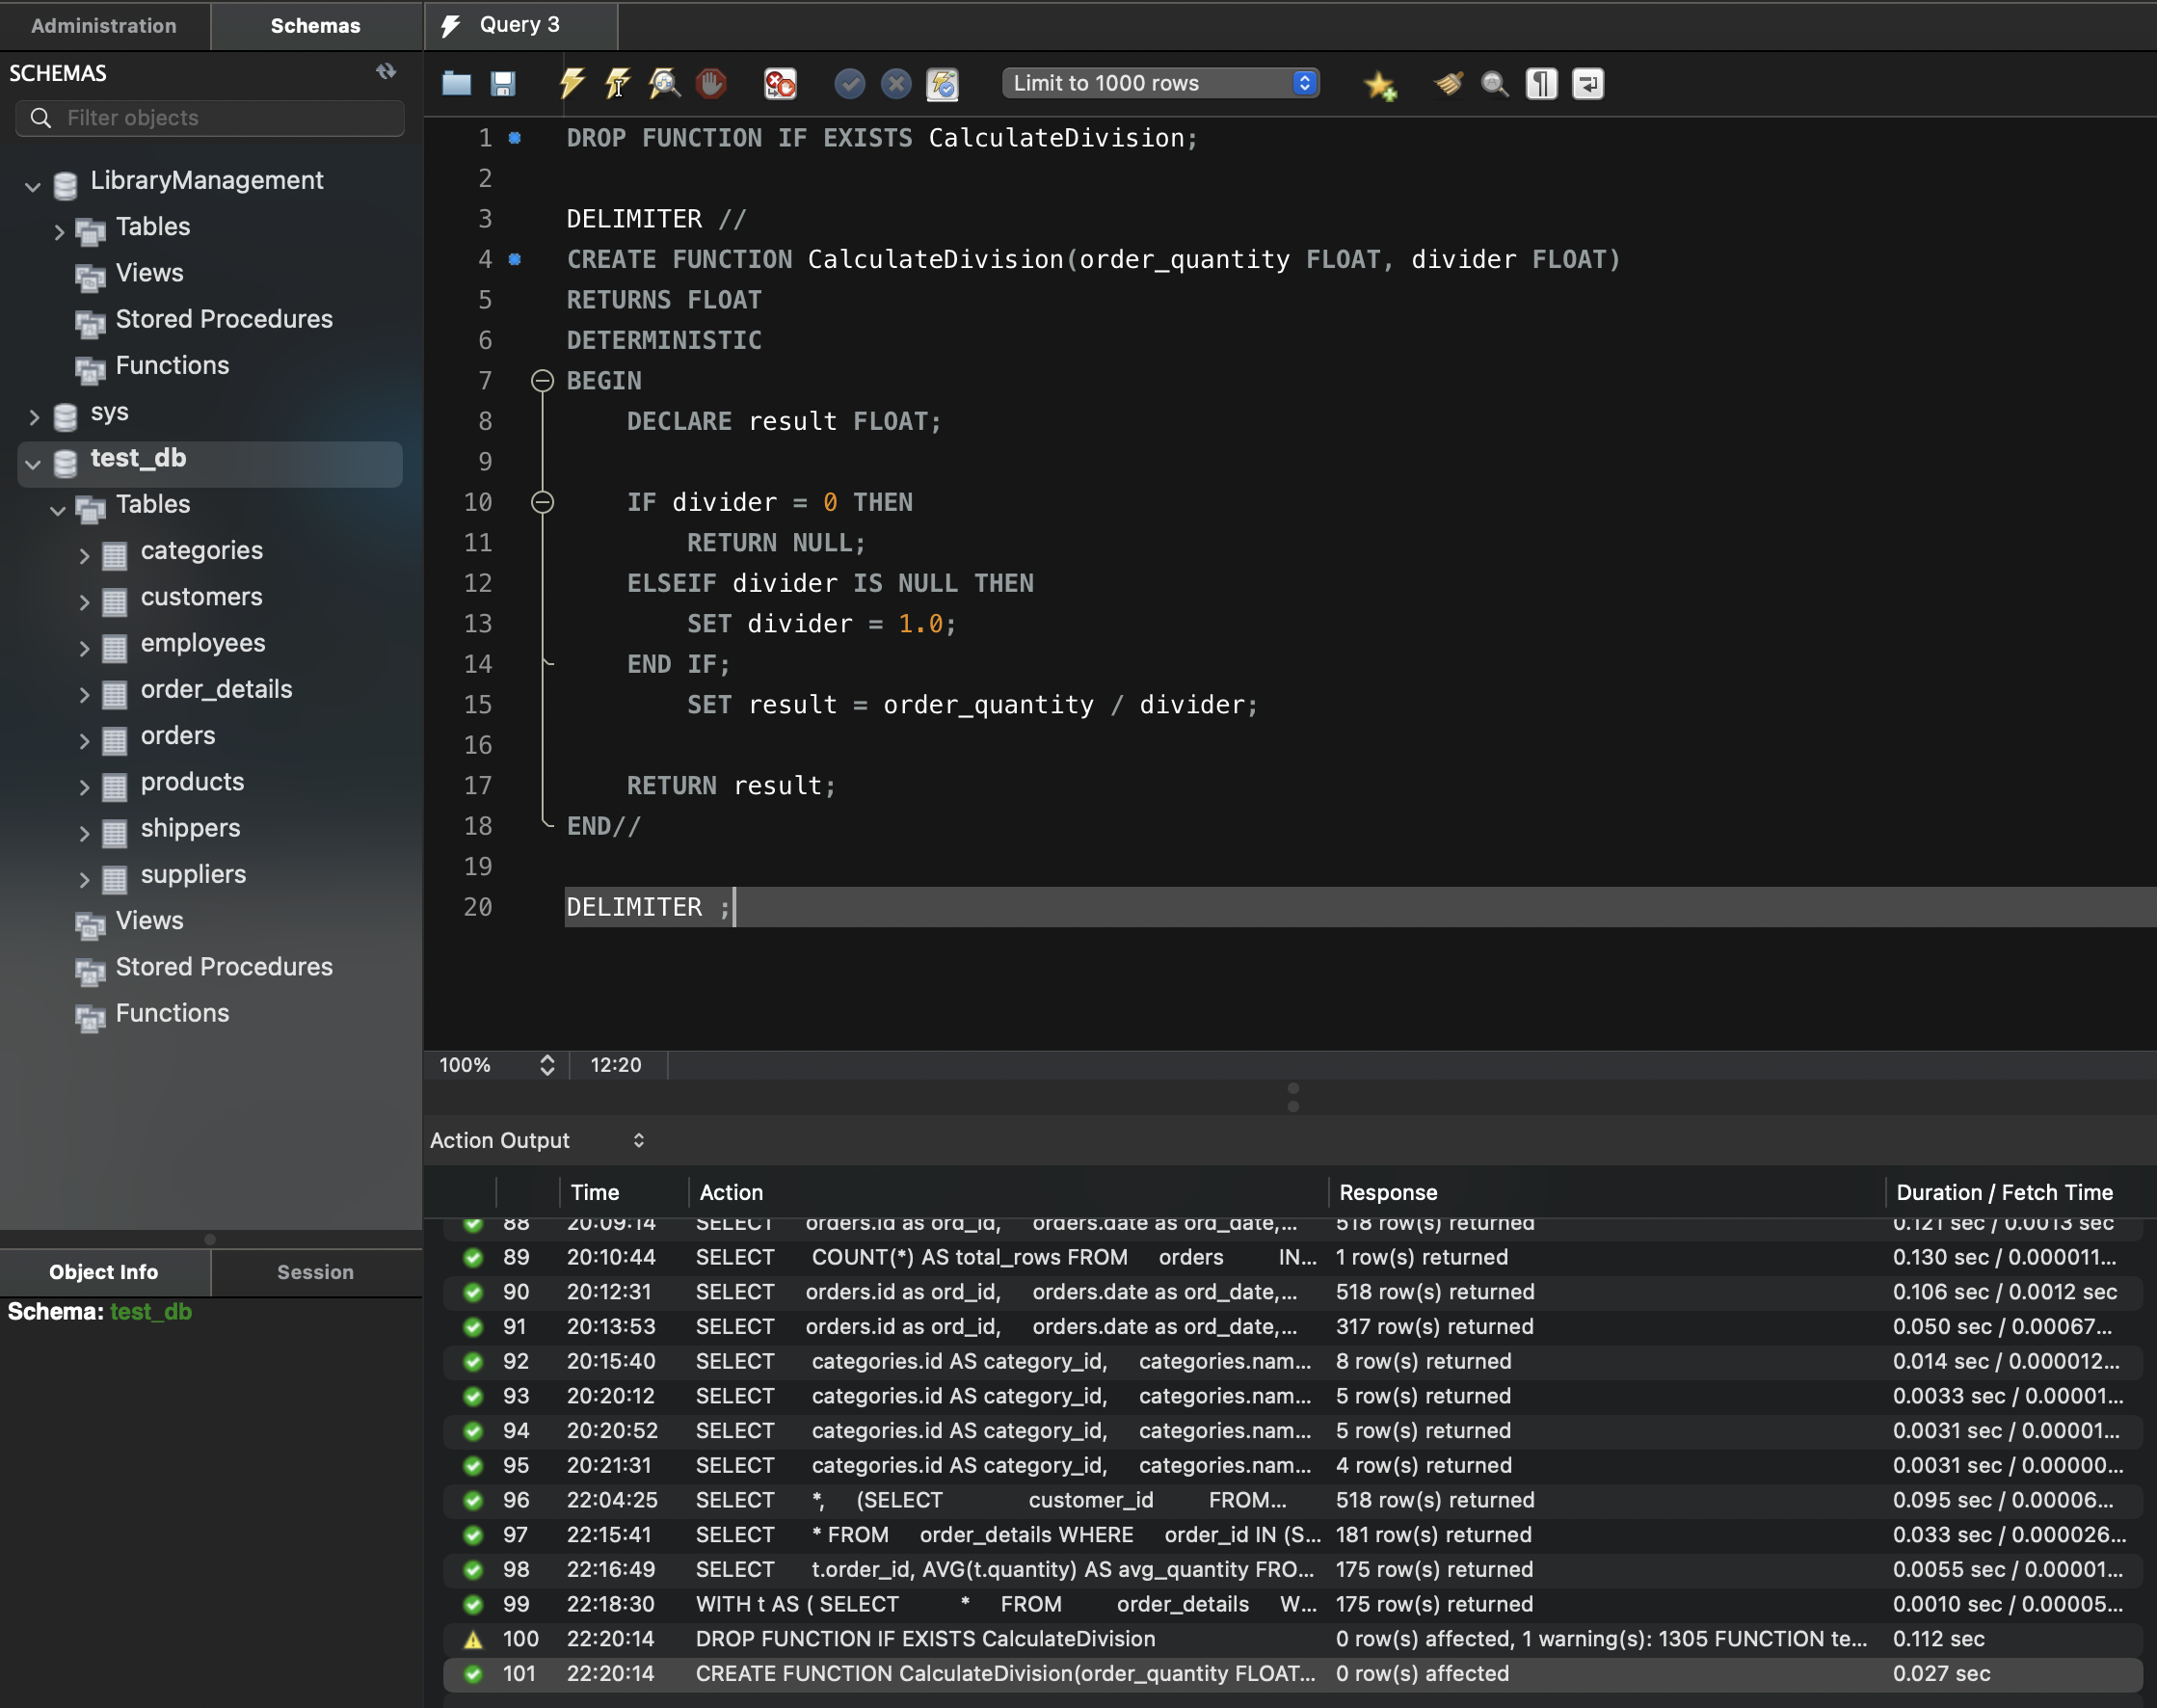 Administration
Schemas
Query 3
SCHEMAS
Filter objects
LibraryManagement
Tables
Views
Stored Procedures
Functions
sys
test_db
Tables
categories
customers
employees
order_details
orders
products
shippers
suppliers
Views
Stored Procedures
Functions
Object Info
Session
Schema: test_db
Limit to 1000 rows
1 DROP FUNCTION IF EXISTS CalculateDivision;
2
3 DELIMITER //
4 CREATE FUNCTION CalculateDivision(order_quantity FLOAT, divider FLOAT)
5 RETURNS FLOAT
6 DETERMINISTIC
7 BEGIN
8 DECLARE result FLOAT;
9
10 IF divider = 0 THEN
11 RETURN NULL;
12 ELSEIF divider IS NULL THEN
13 SET divider = 1.0;
14 END IF;
15 SET result = order_quantity / divider;
16
17 RETURN result;
18 END//
19
20 DELIMITER ;
100% 12:20
Action Output
Time Action Response Duration / Fetch Time
88 20:09:14 SELECT orders.id as ord_id, orders.date as ord_date,... 518 row(s) returned 0.121 sec / 0.0013 sec
89 20:10:44 SELECT COUNT(*) AS total_rows FROM orders IN... 1 row(s) returned 0.130 sec / 0.000011...
90 20:12:31 SELECT orders.id as ord_id, orders.date as ord_date,... 518 row(s) returned 0.106 sec / 0.0012 sec
91 20:13:53 SELECT orders.id as ord_id, orders.date as ord_date,... 317 row(s) returned 0.050 sec / 0.00067...
92 20:15:40 SELECT categories.id AS category_id, categories.nam... 8 row(s) returned 0.014 sec / 0.000012...
93 20:20:12 SELECT categories.id AS category_id, categories.nam... 5 row(s) returned 0.0033 sec / 0.00001...
94 20:20:52 SELECT categories.id AS category_id, categories.nam... 5 row(s) returned 0.0031 sec / 0.00001...
95 20:21:31 SELECT categories.id AS category_id, categories.nam... 4 row(s) returned 0.0031 sec / 0.00000...
96 22:04:25 SELECT *, (SELECT customer_id FROM... 518 row(s) returned 0.095 sec / 0.00006...
97 22:15:41 SELECT * FROM order_details WHERE order_id IN (S... 181 row(s) returned 0.033 sec / 0.000026...
98 22:16:49 SELECT t.order_id, AVG(t.quantity) AS avg_quantity FRO... 175 row(s) returned 0.0055 sec / 0.00001...
99 22:18:30 WITH t AS ( SELECT * FROM order_details W... 175 row(s) returned 0.0010 sec / 0.00005...
100 22:20:14 DROP FUNCTION IF EXISTS CalculateDivision 0 row(s) affected, 1 warning(s): 1305 FUNCTION te... 0.112 sec
101 22:20:14 CREATE FUNCTION CalculateDivision(order_quantity FLOAT... 0 row(s) affected 0.027 sec